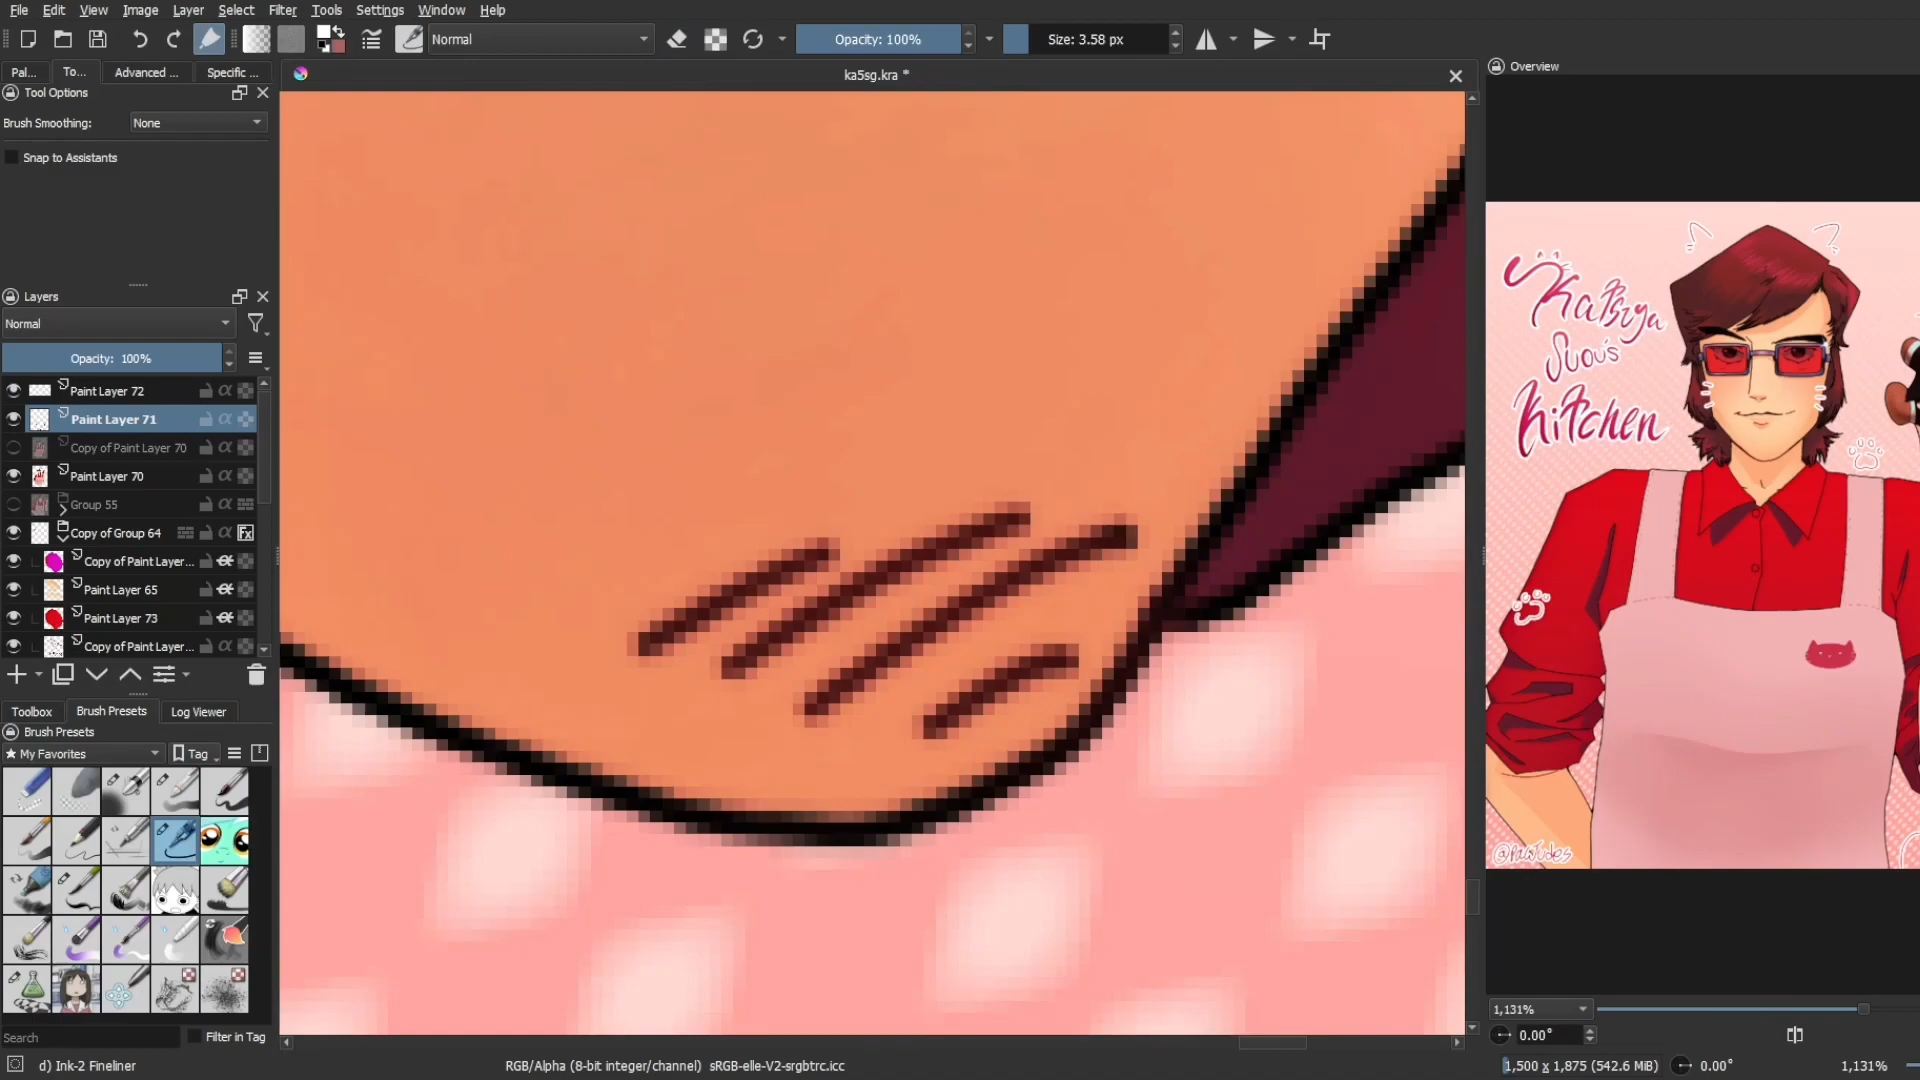 File Edit View Image Layer Select Filter Tools Settings Window Help
Normal
Opacity: 100%
Size: 3.58 px
Pal...
To...
Advanced ...
Specific ...
ka5sg.kra *
Overview
Tool Options
Brush Smoothing:
None
Snap to Assistants
Layers
Normal
Opacity: 100%
Paint Layer 72
Paint Layer 71
Copy of Paint Layer 70
Paint Layer 70
Group 55
Copy of Group 64
Fx
Copy of Paint Layer...
Paint Layer 65
Paint Layer 73
Copy of Paint Layer...
Toolbox
Brush Presets
Log Viewer
Brush Presets
★ My Favorites
Tag
Search
Filter in Tag
d) Ink-2 Fineliner
RGB/Alpha (8-bit integer/channel) sRGB-elle-V2-srgbtrc.icc
Katsuya
Suou's
Kitchen
1,131%
0.00°
1,500 x 1,875 (542.6 MiB)
0.00°
1,131%